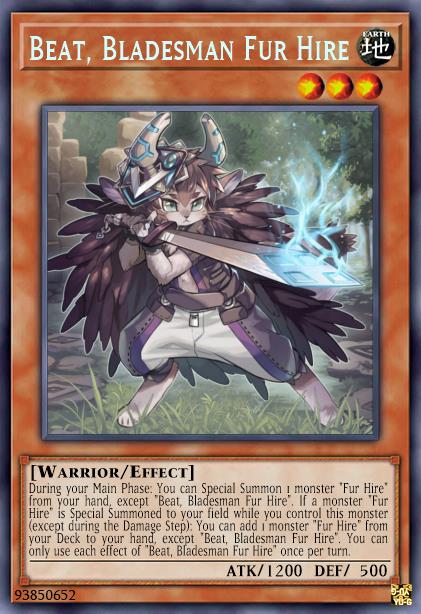 BEAT, BLADESMAN FUR HIRE
EARTH
地
[WARRIOR/EFFECT]
During your Main Phase: You can Special Summon 1 monster "Fur Hire"
from your hand, except "Beat, Bladesman Fur Hire". If a monster "Fur
Hire" is Special Summoned to your field while you control this monster
(except during the Damage Step): You can add 1 monster "Fur Hire" from
your Deck to your hand, except "Beat, Bladesman Fur Hire". You can
only use each effect of "Beat, Bladesman Fur Hire" once per turn.
ATK/1200 DEF/ 500
93850652